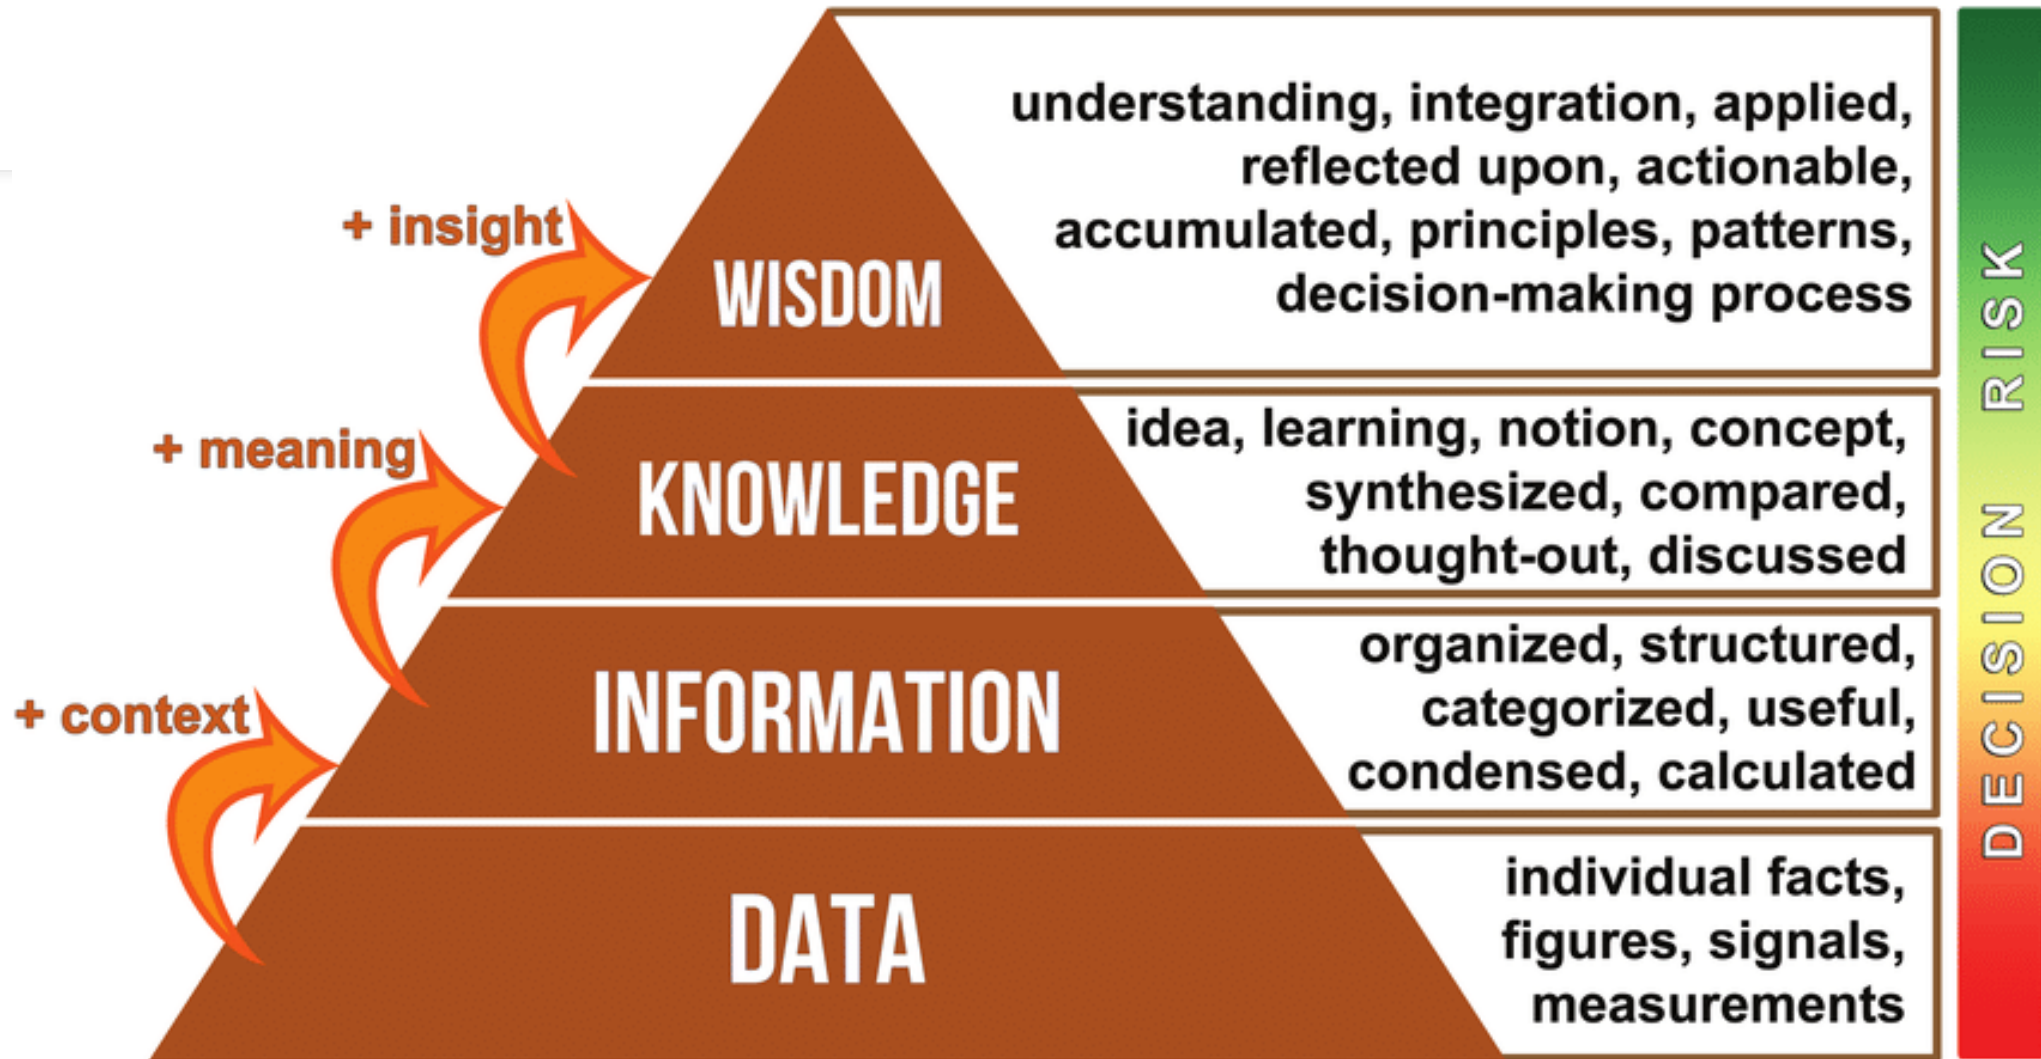 understanding, integration, applied,
reflected upon, actionable,
accumulated, principles, patterns,
decision-making process
+ insight
WISDOM
idea, learning, notion, concept,
synthesized, compared,
thought-out, discussed
+ meaning
KNOWLEDGE
organized, structured,
categorized, useful,
condensed, calculated
+ context
INFORMATION
individual facts,
figures, signals,
measurements
DATA
DECISION RISK